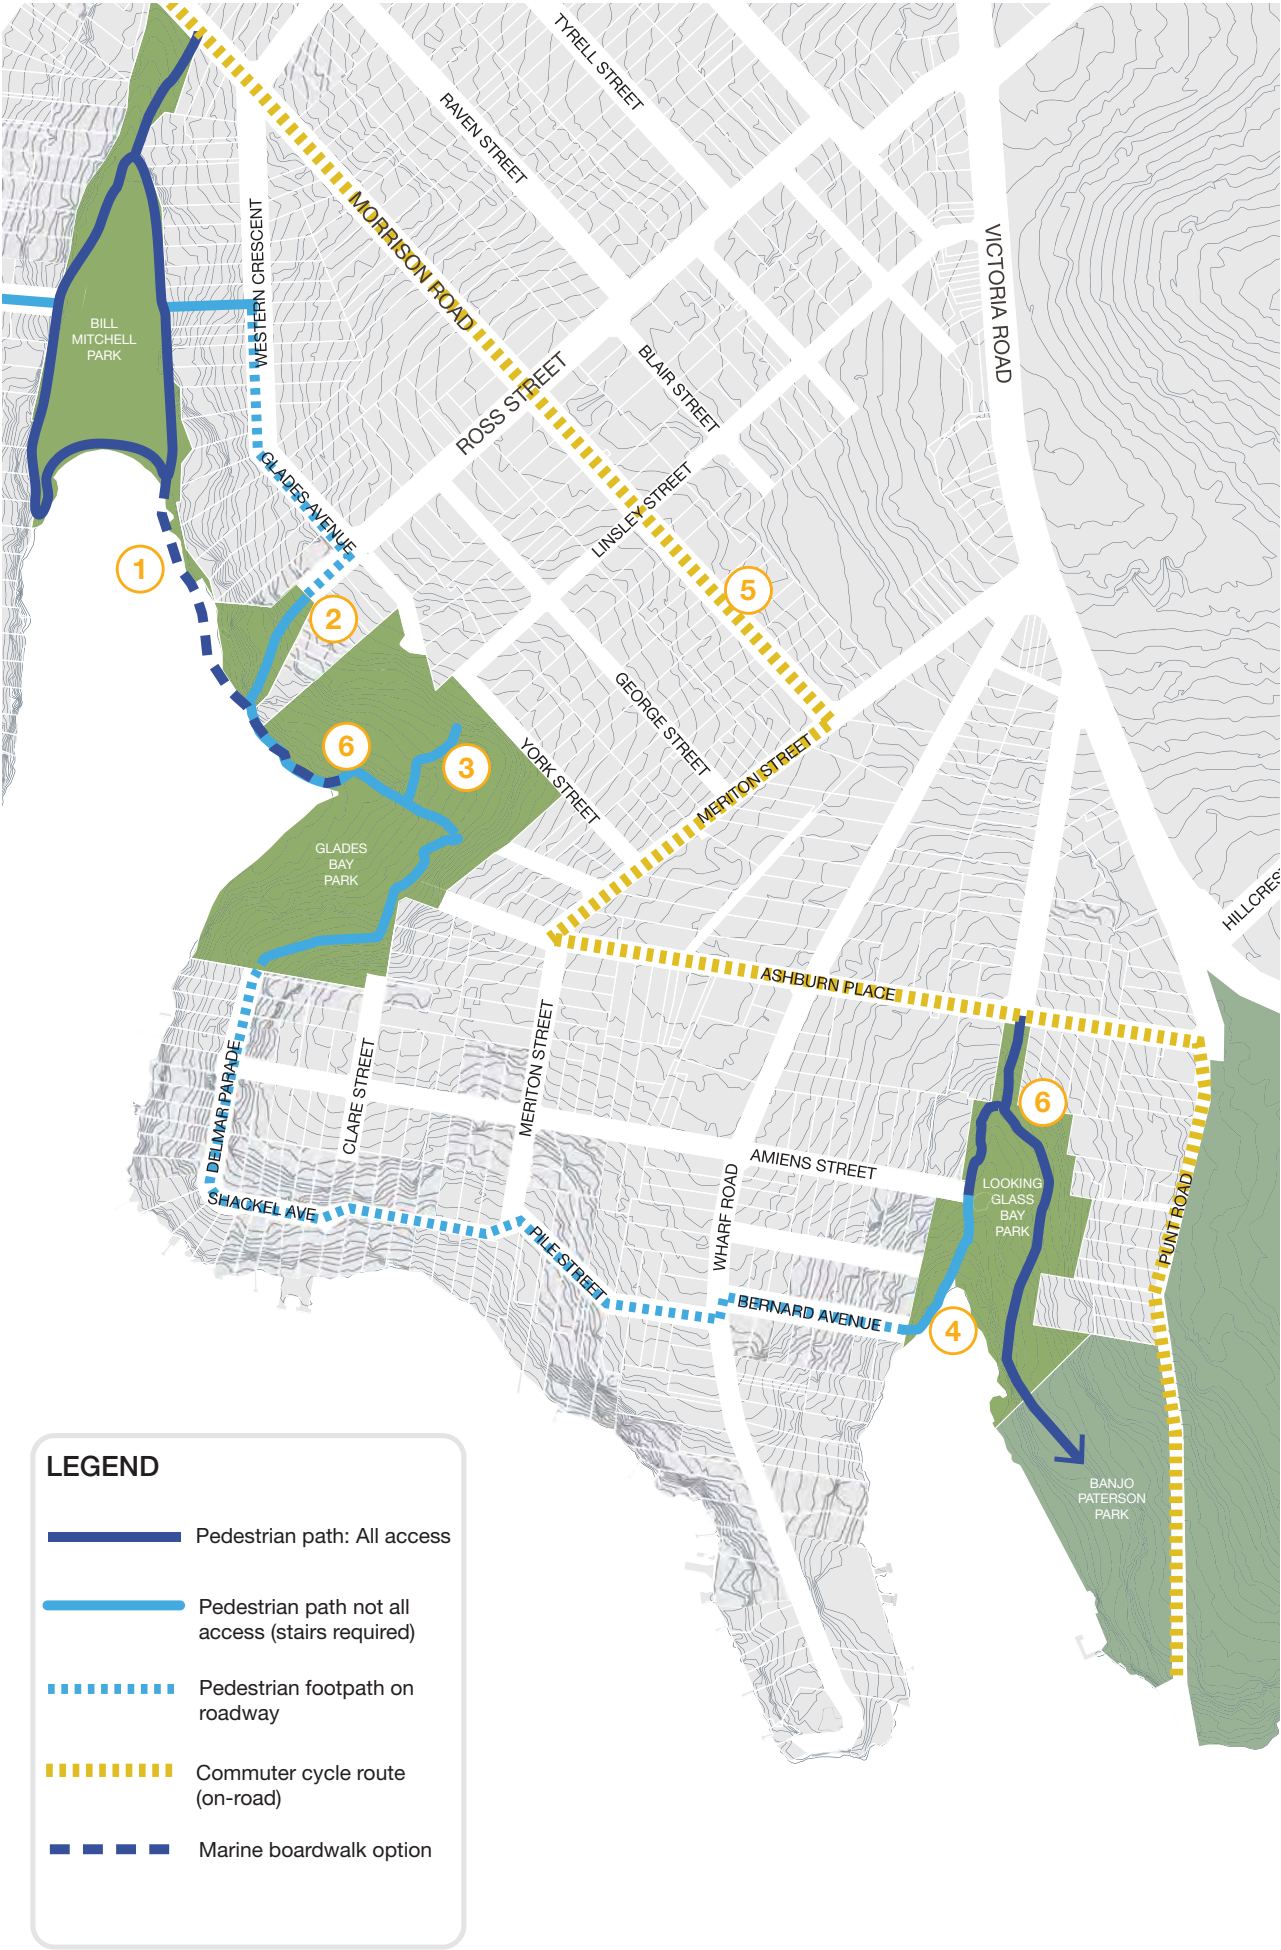 TYRELL STREET
RAVEN STREET
MORRISON ROAD
WESTERN CRESCENT
VICTORIA ROAD
BILL
MITCHELL
PARK
ROSS STREET
BLAIR STREET
GLADES AVENUE
LINSLEY STREET
1
2
5
6
3
GEORGE STREET
YORK STREET
MERITON STREET
GLADES
BAY
PARK
HILLCRES
ASHBURN PLACE
DELMAR PARADE
CLARE STREET
MERITON STREET
6
AMIENS STREET
LOOKING
GLASS
BAY
PARK
SHACKEL AVE
PILE STREET
WHARF ROAD
PUNT ROAD
BERNARD AVENUE
4
BANJO
PATERSON
PARK
LEGEND
Pedestrian path: All access
Pedestrian path not all
access (stairs required)
Pedestrian footpath on
roadway
Commuter cycle route
(on-road)
Marine boardwalk option